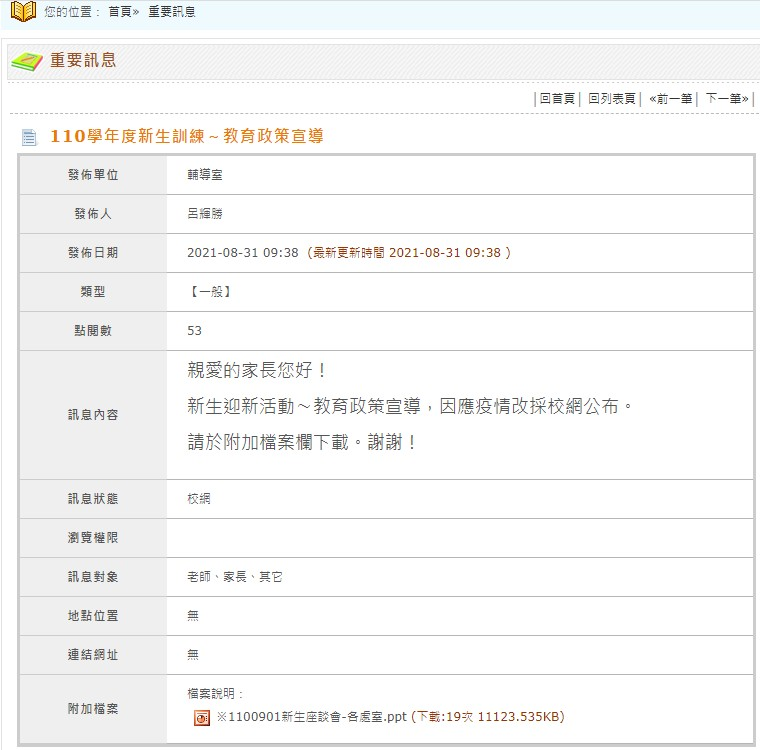 您的位置： 首頁» 重要訊息
重要訊息
|回首頁| 回列表頁| «前一筆| 下一筆»|
110學年度新生訓練～教育政策宣導
發佈單位 輔導室
發佈人 呂輝勝
發佈日期 2021-08-31 09:38 (最新更新時間 2021-08-31 09:38 )
類型 【一般】
點閱數 53
親愛的家長您好！
訊息內容 新生迎新活動～教育政策宣導，因應疫情改採校網公布。
請於附加檔案欄下載。謝謝！
訊息狀態 校網
瀏覽權限
訊息對象 老師、家長、其它
地點位置 無
連結網址 無
附加檔案 檔案說明：
※1100901新生座談會-各處室.ppt (下載:19次 11123.535KB)